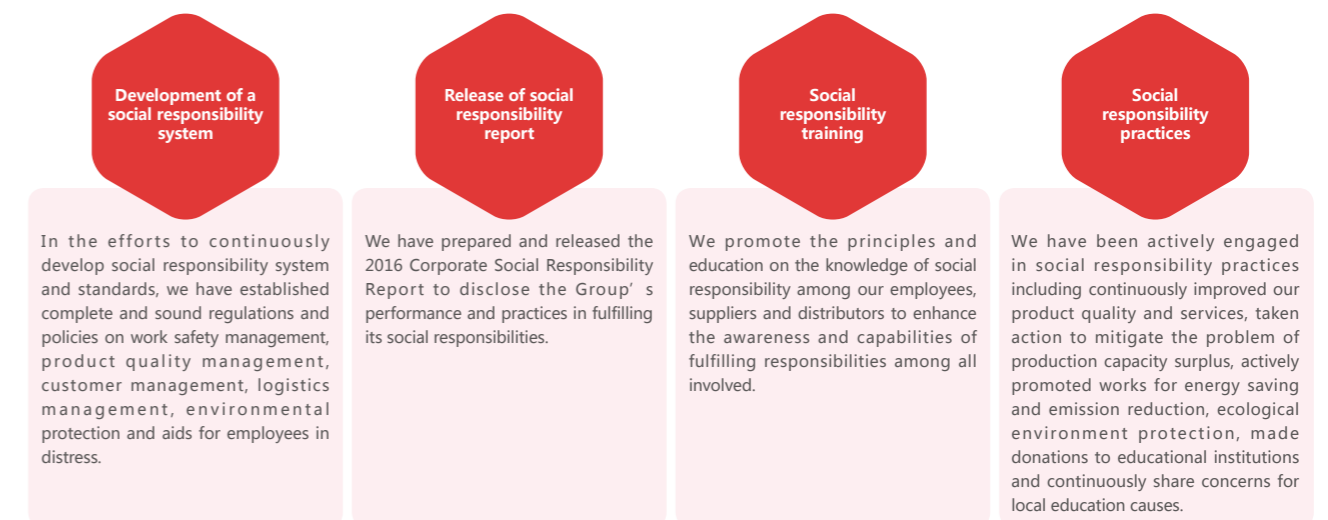 Development of a
social responsibility
system
In the efforts to continuously
develop social responsibility system
and standards, we have established
complete and sound regulations and
policies on work safety management,
product quality management,
customer management, logistics
management, environmental
protection and aids for employees in
distress.
Release of social
responsibility
report
We have prepared and released the
2016 Corporate Social Responsibility
Report to disclose the Group’s
performance and practices in fulfilling
its social responsibilities.
Social
responsibility
training
We promote the principles and
education on the knowledge of social
responsibility among our employees,
suppliers and distributors to enhance
the awareness and capabilities of
fulfilling responsibilities among all
involved.
Social
responsibility
practices
We have been actively engaged
in social responsibility practices
including continuously improved our
product quality and services, taken
action to mitigate the problem of
production capacity surplus, actively
promoted works for energy saving
and emission reduction, ecological
environment protection, made
donations to educational institutions
and continuously share concerns for
local education causes.